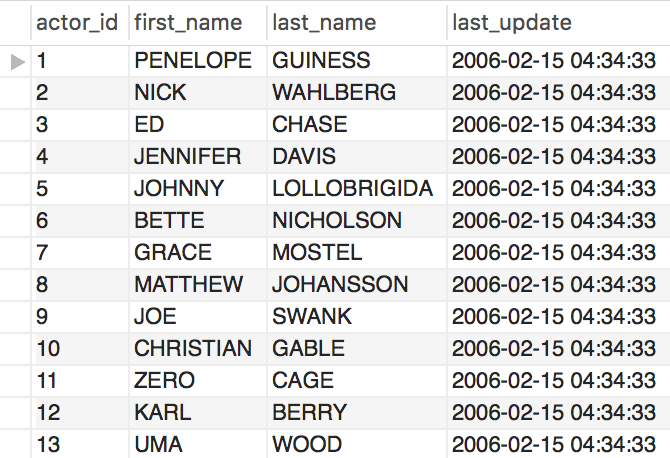 actor_id first_name last_name last_update
1 PENELOPE GUINESS 2006-02-15 04:34:33
2 NICK WAHLBERG 2006-02-15 04:34:33
3 ED CHASE 2006-02-15 04:34:33
4 JENNIFER DAVIS 2006-02-15 04:34:33
5 JOHNNY LOLLOBRIGIDA 2006-02-15 04:34:33
6 BETTE NICHOLSON 2006-02-15 04:34:33
7 GRACE MOSTEL 2006-02-15 04:34:33
8 MATTHEW JOHANSSON 2006-02-15 04:34:33
9 JOE SWANK 2006-02-15 04:34:33
10 CHRISTIAN GABLE 2006-02-15 04:34:33
11 ZERO CAGE 2006-02-15 04:34:33
12 KARL BERRY 2006-02-15 04:34:33
13 UMA WOOD 2006-02-15 04:34:33